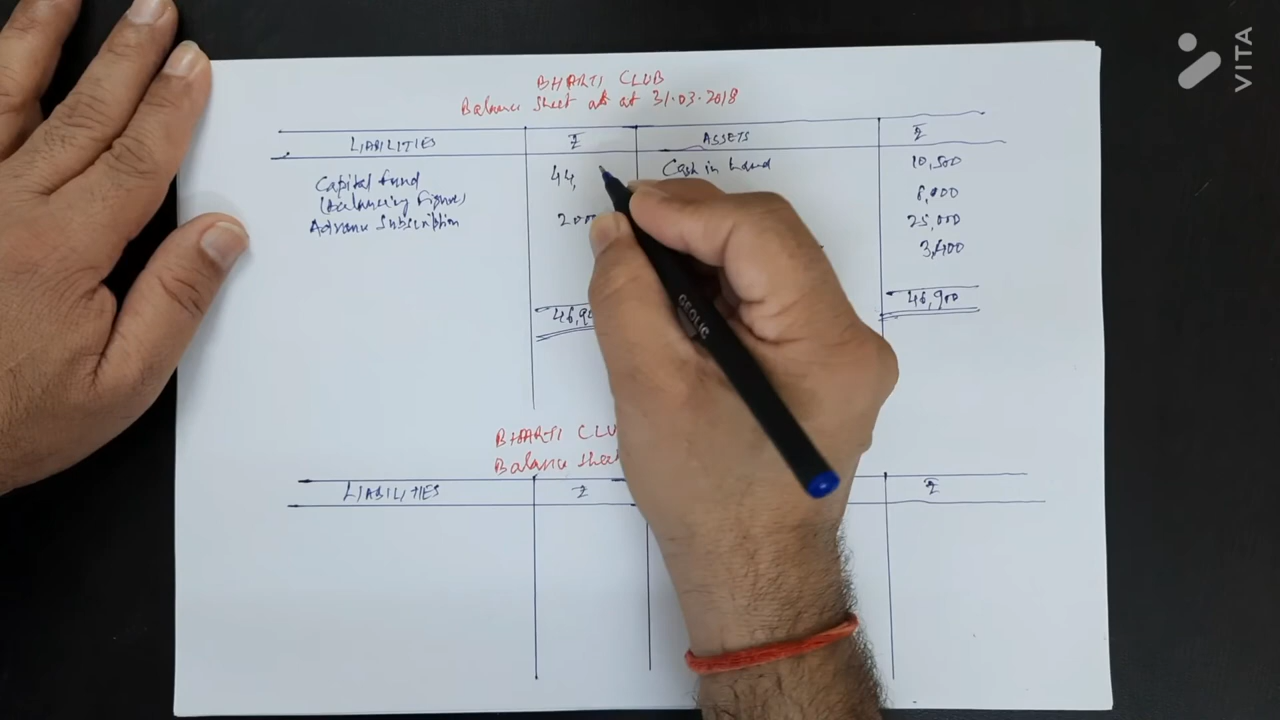 BHARTI CLUB
Balance Sheet as at 31.03.2018
LIABILITIES ₹ ASSETS ₹
Capital fund 44, Cash in hand 10,500
(Balancing figure)
8,000
Advance Subscription 2000 25,000
3,400
46,9 46,900
BHARTI CLU
Balance Shee
LIABILITIES ₹ ₹
GEOLIC
VITA